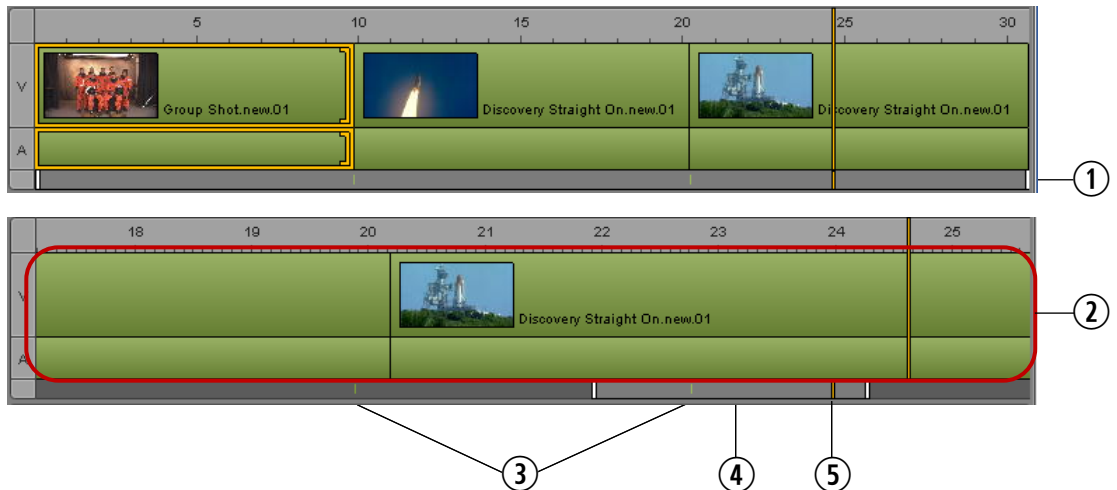 5 10 15 20 25 30
V
Group Shot.new.01 Discovery Straight On.new.01 Discovery Straight On.new.01
A
1
18 19 20 21 22 23 24 25
V
Discovery Straight On.new.01
2
A
3 4 5